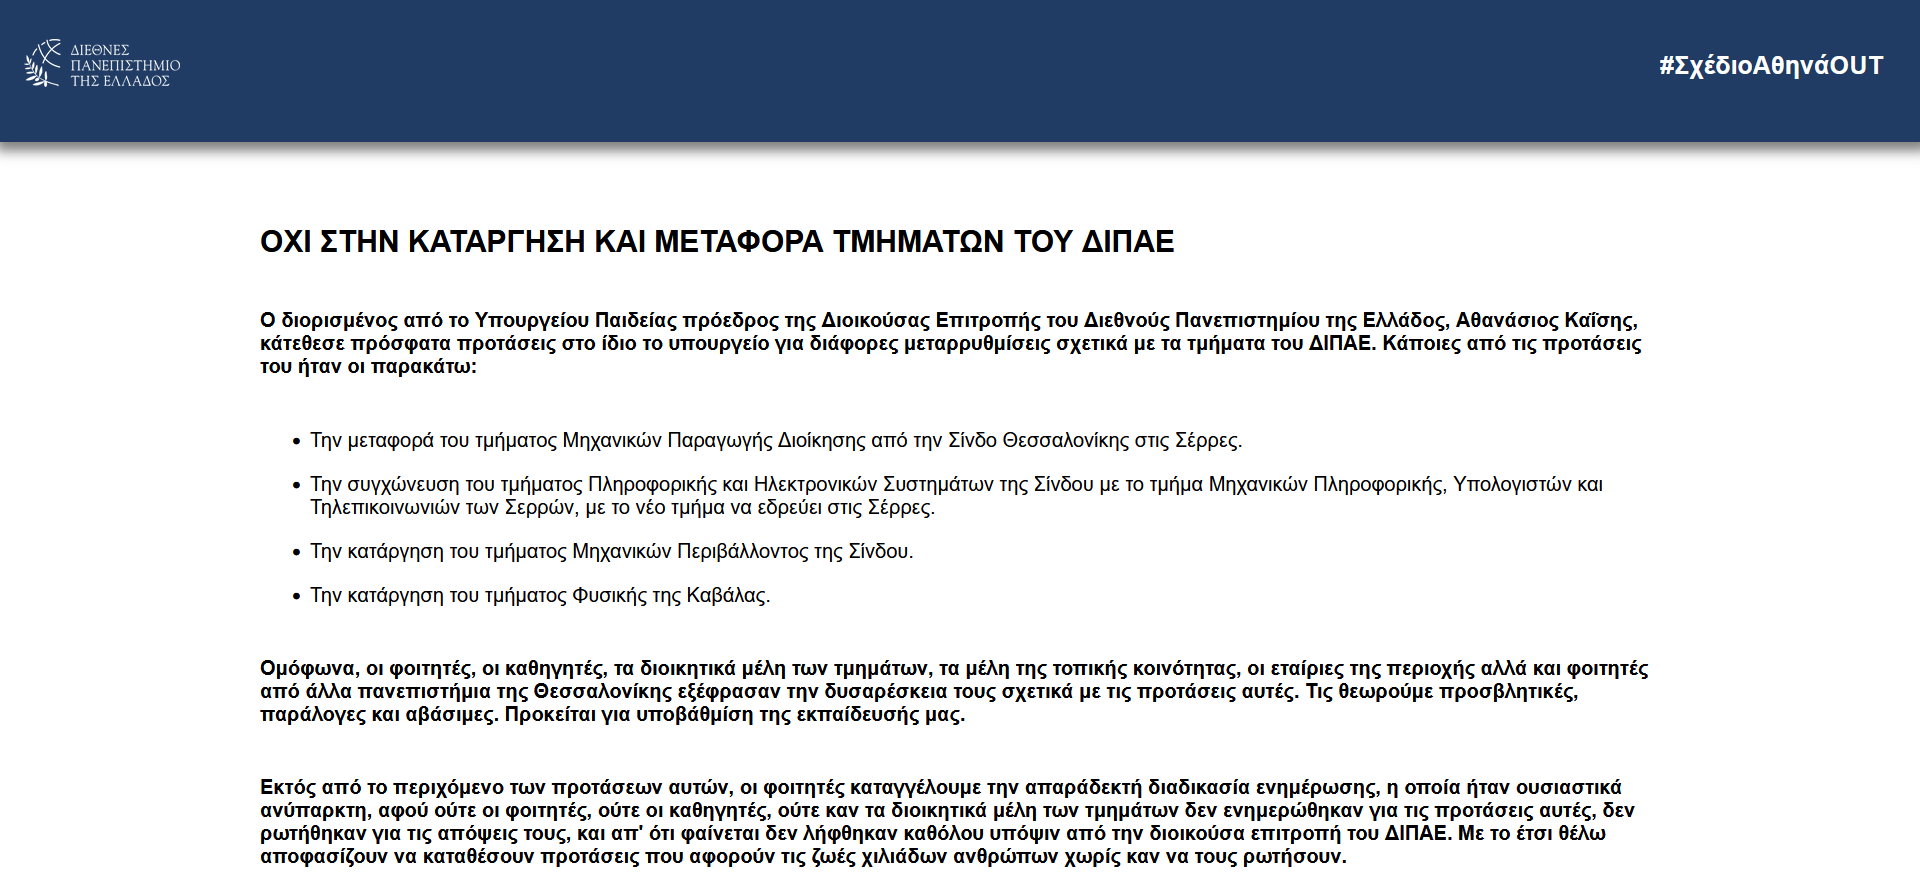 ΔΙΕΘΝΕΣ
ΠΑΝΕΠΙΣΤΗΜΙΟ
ΤΗΣ ΕΛΛΑΔΟΣ
#ΣχέδιοΑθηνάOUT
ΟΧΙ ΣΤΗΝ ΚΑΤΑΡΓΗΣΗ ΚΑΙ ΜΕΤΑΦΟΡΑ ΤΜΗΜΑΤΩΝ ΤΟΥ ΔΙΠΑΕ
Ο διορισμένος από το Υπουργείου Παιδείας πρόεδρος της Διοικούσας Επιτροπής του Διεθνούς Πανεπιστημίου της Ελλάδος, Αθανάσιος Καΐσης,
κάτεθεσε πρόσφατα προτάσεις στο ίδιο το υπουργείο για διάφορες μεταρρυθμίσεις σχετικά με τα τμήματα του ΔΙΠΑΕ. Κάποιες από τις προτάσεις
του ήταν οι παρακάτω:
• Την μεταφορά του τμήματος Μηχανικών Παραγωγής Διοίκησης από την Σίνδο Θεσσαλονίκης στις Σέρρες.
• Την συγχώνευση του τμήματος Πληροφορικής και Ηλεκτρονικών Συστημάτων της Σίνδου με το τμήμα Μηχανικών Πληροφορικής, Υπολογιστών και
Τηλεπικοινωνιών των Σερρών, με το νέο τμήμα να εδρεύει στις Σέρρες.
• Την κατάργηση του τμήματος Μηχανικών Περιβάλλοντος της Σίνδου.
• Την κατάργηση του τμήματος Φυσικής της Καβάλας.
Ομόφωνα, οι φοιτητές, οι καθηγητές, τα διοικητικά μέλη των τμημάτων, τα μέλη της τοπικής κοινότητας, οι εταίριες της περιοχής αλλά και φοιτητές
από άλλα πανεπιστήμια της Θεσσαλονίκης εξέφρασαν την δυσαρέσκεια τους σχετικά με τις προτάσεις αυτές. Τις θεωρούμε προσβλητικές,
παράλογες και αβάσιμες. Προκείται για υποβάθμίση της εκπαίδευσής μας.
Εκτός από το περιχόμενο των προτάσεων αυτών, οι φοιτητές καταγγέλουμε την απαράδεκτή διαδικασία ενημέρωσης, η οποία ήταν ουσιαστικά
ανύπαρκτη, αφού ούτε οι φοιτητές, ούτε οι καθηγητές, ούτε καν τα διοικητικά μέλη των τμημάτων δεν ενημερώθηκαν για τις προτάσεις αυτές, δεν
ρωτήθηκαν για τις απόψεις τους, και απ' ότι φαίνεται δεν λήφθηκαν καθόλου υπόψιν από την διοικούσα επιτροπή του ΔΙΠΑΕ. Με το έτσι θέλω
αποφασίζουν να καταθέσουν προτάσεις που αφορούν τις ζωές χιλιάδων ανθρώπων χωρίς καν να τους ρωτήσουν.